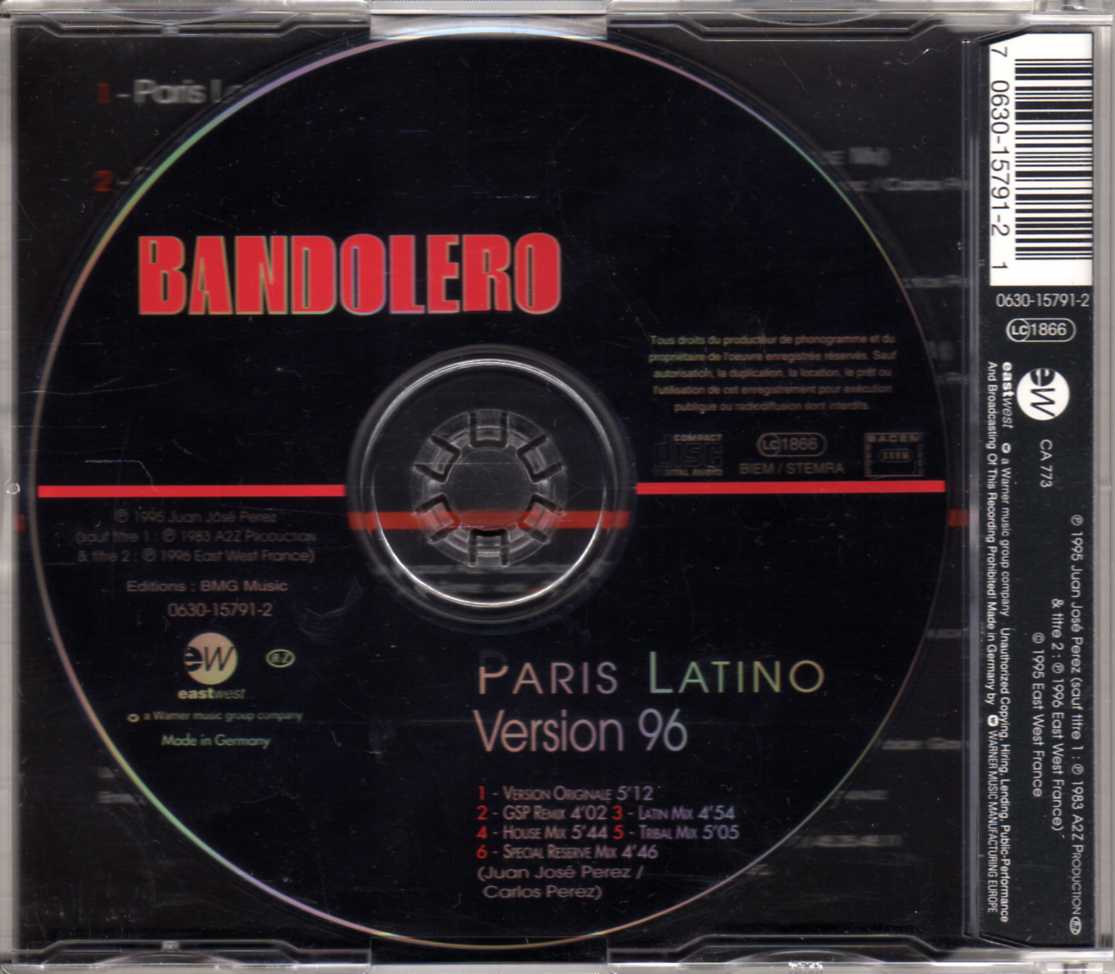 1 - Paris
2 -
BANDOLERO
Tous droits du producteur de phonogramme et du
propriétaire de l'oeuvre enregistrée réservés. Sauf
autorisation, la duplication, la location, le prêt ou
l'utilisation de cet enregistrement pour exécution
publique ou radiodiffusion sont interdits.
COMPACT
DISC
DIGITAL AUDIO
LC 1866
BIEM / STEMRA
SACEM
℗ 1995 Juan José Perez
(sauf titre 1 : ℗ 1983 A2Z Production
& titre 2 : ℗ 1996 East West France)
Editions : BMG Music
0630-15791-2
ew
eastwest
a Warner music group company
Made in Germany
PARIS LATINO
Version 96
1 - Version Originale 5'12
2 - GSP Remix 4'02 3 - Latin Mix 4'54
4 - House Mix 5'44 5 - Tribal Mix 5'05
6 - Special Reserve Mix 4'46
(Juan José Perez /
Carlos Perez)
7 0630-15791-2 1
0630-15791-2
LC 1866
ew
CA 773
eastwest a Warner music group company · Unauthorized Copying, Hiring, Lending, Public-Performance
And Broadcasting Of This Recording Prohibited! Made in Germany by WARNER MUSIC MANUFACTURING EUROPE
℗ 1995 Juan José Perez (sauf titre 1 : ℗ 1983 A2Z Production
& titre 2 : ℗ 1996 East West France)
© 1995 East West France